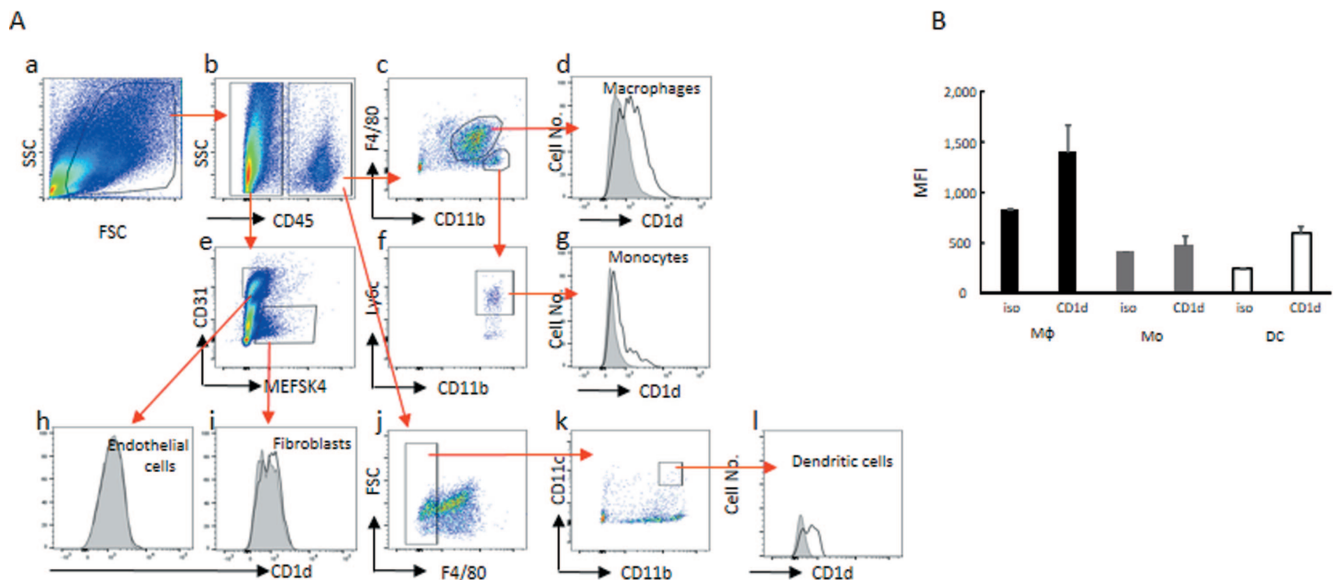 A
B
a
b
c
d
SSC
FSC
SSC
CD45
F4/80
CD11b
Macrophages
Cell No.
CD1d
e
f
g
CD31
MEFSK4
Ly6c
CD11b
Monocytes
Cell No.
CD1d
h
i
j
k
l
Endothelial
cells
Fibroblasts
CD1d
FSC
F4/80
CD11c
CD11b
Dendritic cells
Cell No.
CD1d
2,000
1,500
1,000
500
0
MFI
iso CD1d iso CD1d iso CD1d
Mφ Mo DC